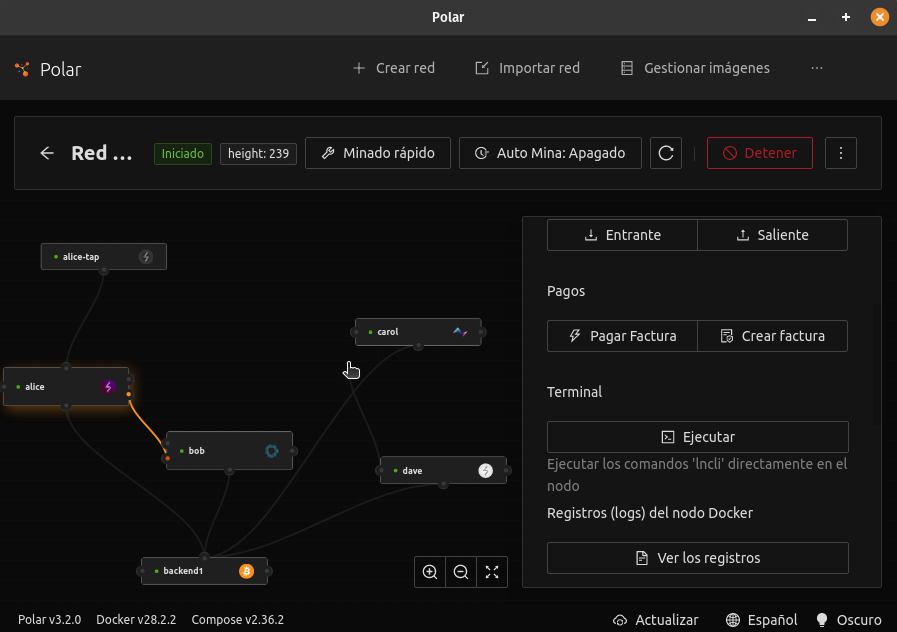 Polar
Polar
Crear red
Importar red
Gestionar imágenes
Red ...
Iniciado
height: 239
Minado rápido
Auto Mina: Apagado
Detener
alice-tap
carol
alice
bob
dave
backend1
Entrante
Saliente
Pagos
Pagar Factura
Crear factura
Terminal
Ejecutar
Ejecutar los comandos 'lncli' directamente en el
nodo
Registros (logs) del nodo Docker
Ver los registros
Polar v3.2.0
Docker v28.2.2
Compose v2.36.2
Actualizar
Español
Oscuro